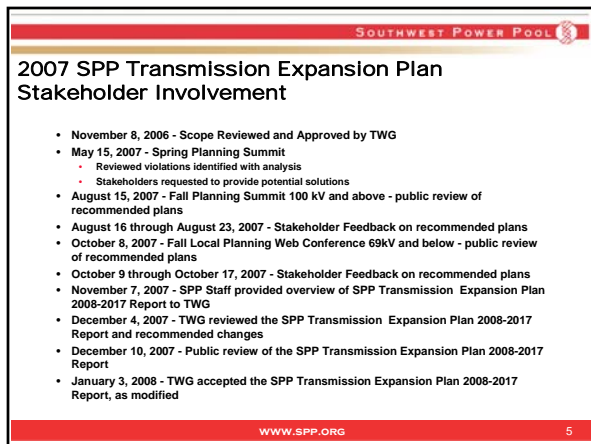 SOUTHWEST POWER POOL
2007 SPP Transmission Expansion Plan
Stakeholder Involvement
• November 8, 2006 - Scope Reviewed and Approved by TWG
• May 15, 2007 - Spring Planning Summit
• Reviewed violations identified with analysis
• Stakeholders requested to provide potential solutions
• August 15, 2007 - Fall Planning Summit 100 kV and above - public review of
recommended plans
• August 16 through August 23, 2007 - Stakeholder Feedback on recommended plans
• October 8, 2007 - Fall Local Planning Web Conference 69kV and below - public review
of recommended plans
• October 9 through October 17, 2007 - Stakeholder Feedback on recommended plans
• November 7, 2007 - SPP Staff provided overview of SPP Transmission Expansion Plan
2008-2017 Report to TWG
• December 4, 2007 - TWG reviewed the SPP Transmission Expansion Plan 2008-2017
Report and recommended changes
• December 10, 2007 - Public review of the SPP Transmission Expansion Plan 2008-2017
Report
• January 3, 2008 - TWG accepted the SPP Transmission Expansion Plan 2008-2017
Report, as modified
WWW.SPP.ORG
5